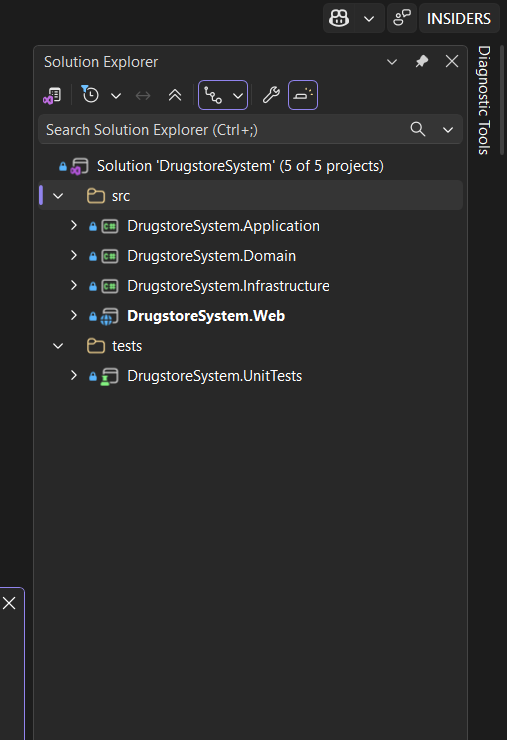 INSIDERS
Solution Explorer
Search Solution Explorer (Ctrl+;)
Solution 'DrugstoreSystem' (5 of 5 projects)
src
C# DrugstoreSystem.Application
C# DrugstoreSystem.Domain
C# DrugstoreSystem.Infrastructure
DrugstoreSystem.Web
tests
DrugstoreSystem.UnitTests
Diagnostic Tools